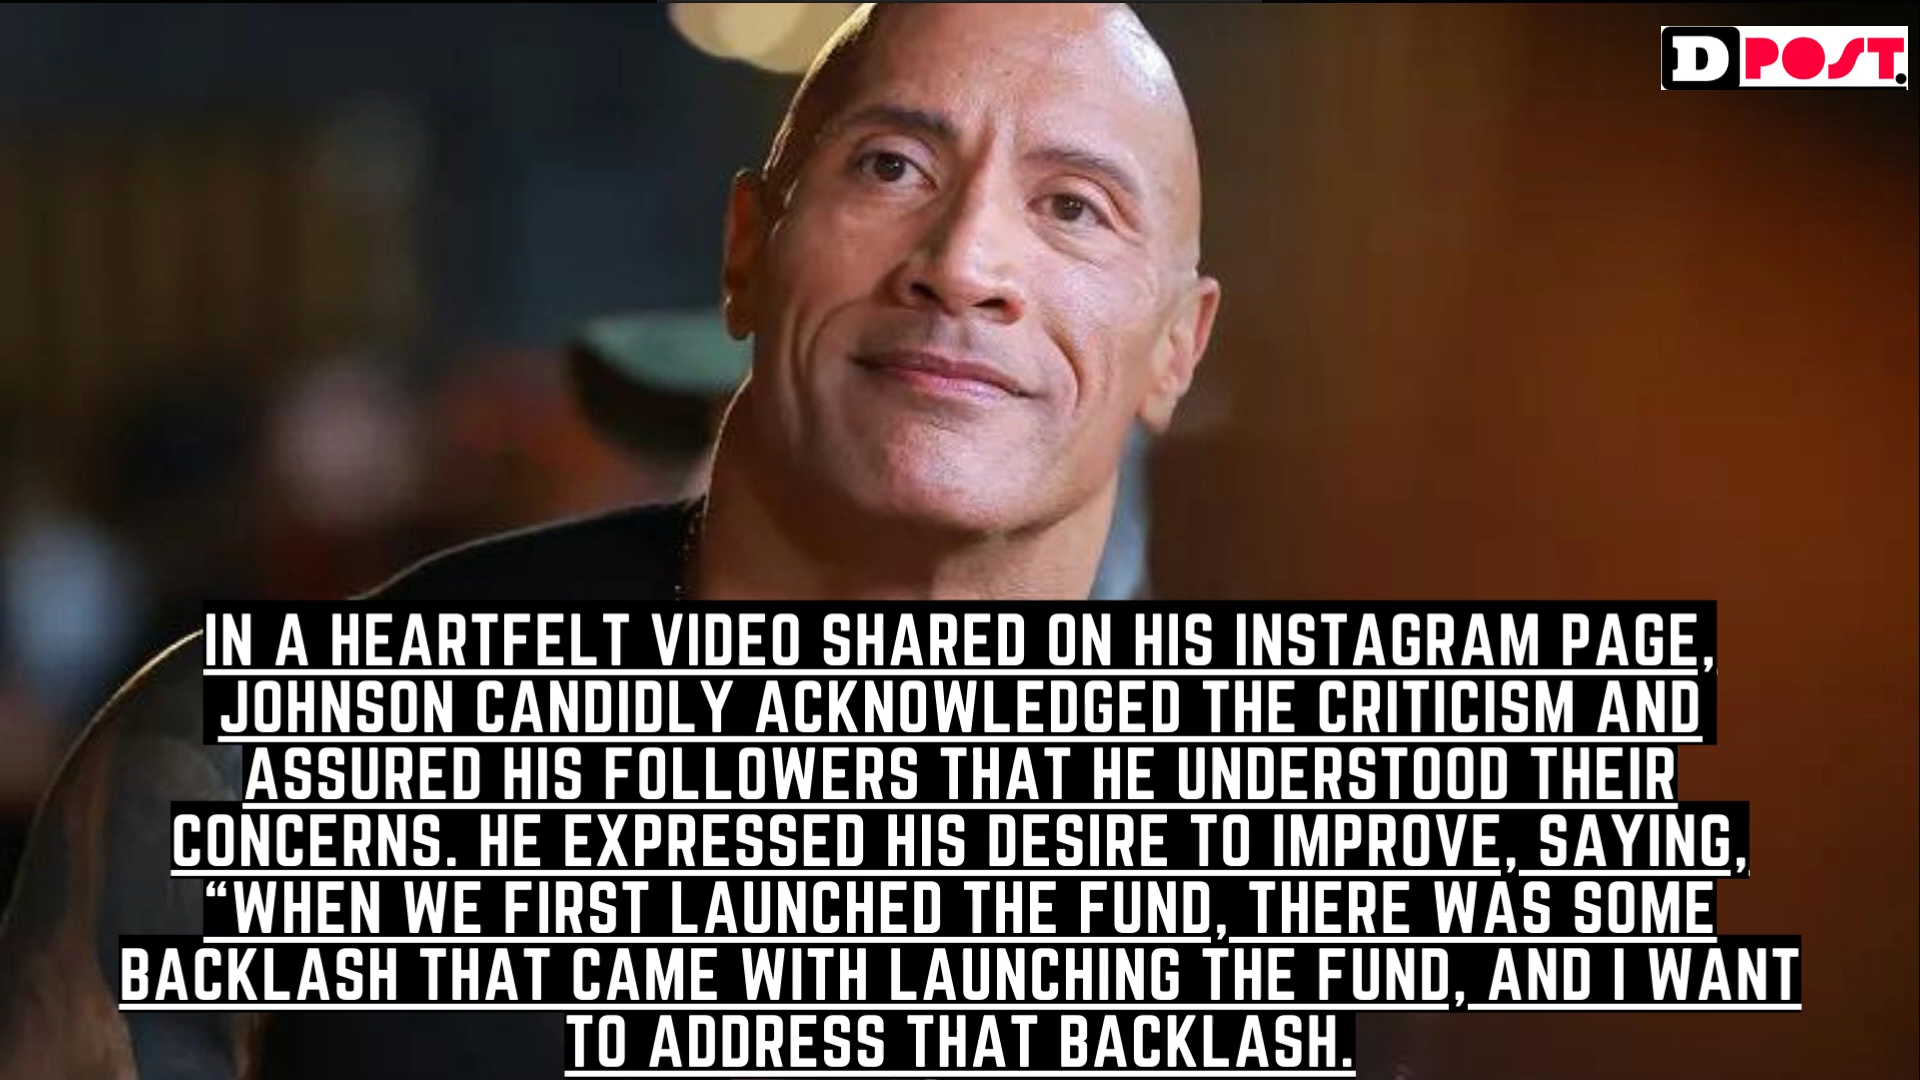 D POST.
IN A HEARTFELT VIDEO SHARED ON HIS INSTAGRAM PAGE,
JOHNSON CANDIDLY ACKNOWLEDGED THE CRITICISM AND
ASSURED HIS FOLLOWERS THAT HE UNDERSTOOD THEIR
CONCERNS. HE EXPRESSED HIS DESIRE TO IMPROVE, SAYING,
“WHEN WE FIRST LAUNCHED THE FUND, THERE WAS SOME
BACKLASH THAT CAME WITH LAUNCHING THE FUND, AND I WANT
TO ADDRESS THAT BACKLASH.